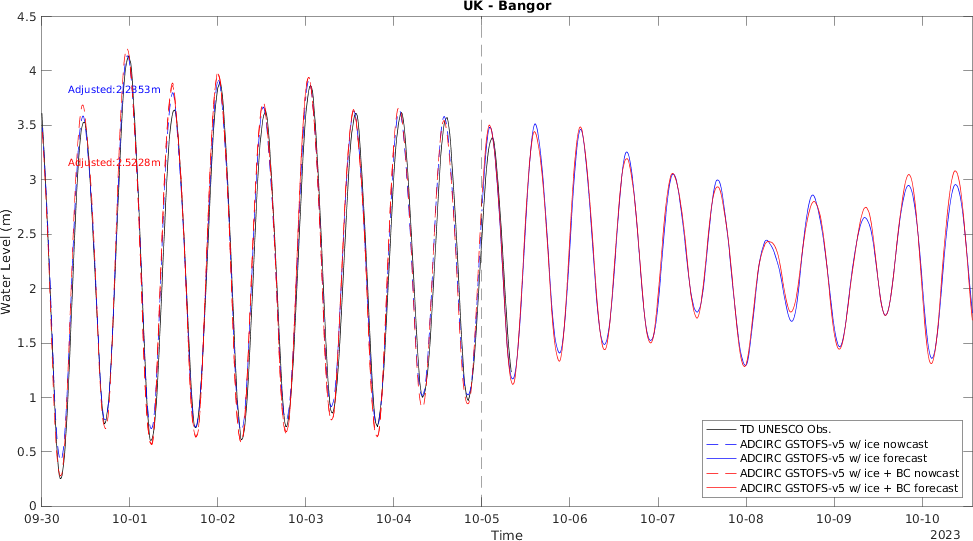 UK - Bangor
4.5
4
3.5
3
2.5
2
1.5
1
0.5
0
Water Level (m)
Adjusted:2.2353m
Adjusted:2.5228m
TD UNESCO Obs.
ADCIRC GSTOFS-v5 w/ ice nowcast
ADCIRC GSTOFS-v5 w/ ice forecast
ADCIRC GSTOFS-v5 w/ ice + BC nowcast
ADCIRC GSTOFS-v5 w/ ice + BC forecast
09-30 10-01 10-02 10-03 10-04 10-05 10-06 10-07 10-08 10-09 10-10
Time
2023